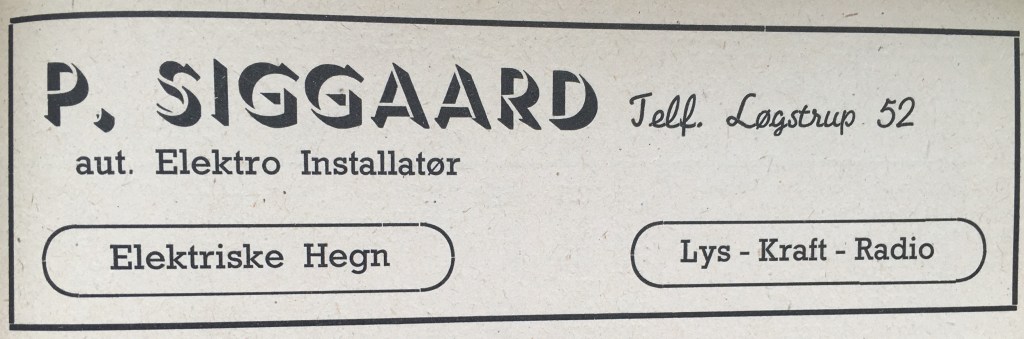 P. SIGGAARD Telf. Løgstrup 52
aut. Elektro Installatør
Elektriske Hegn
Lys - Kraft - Radio